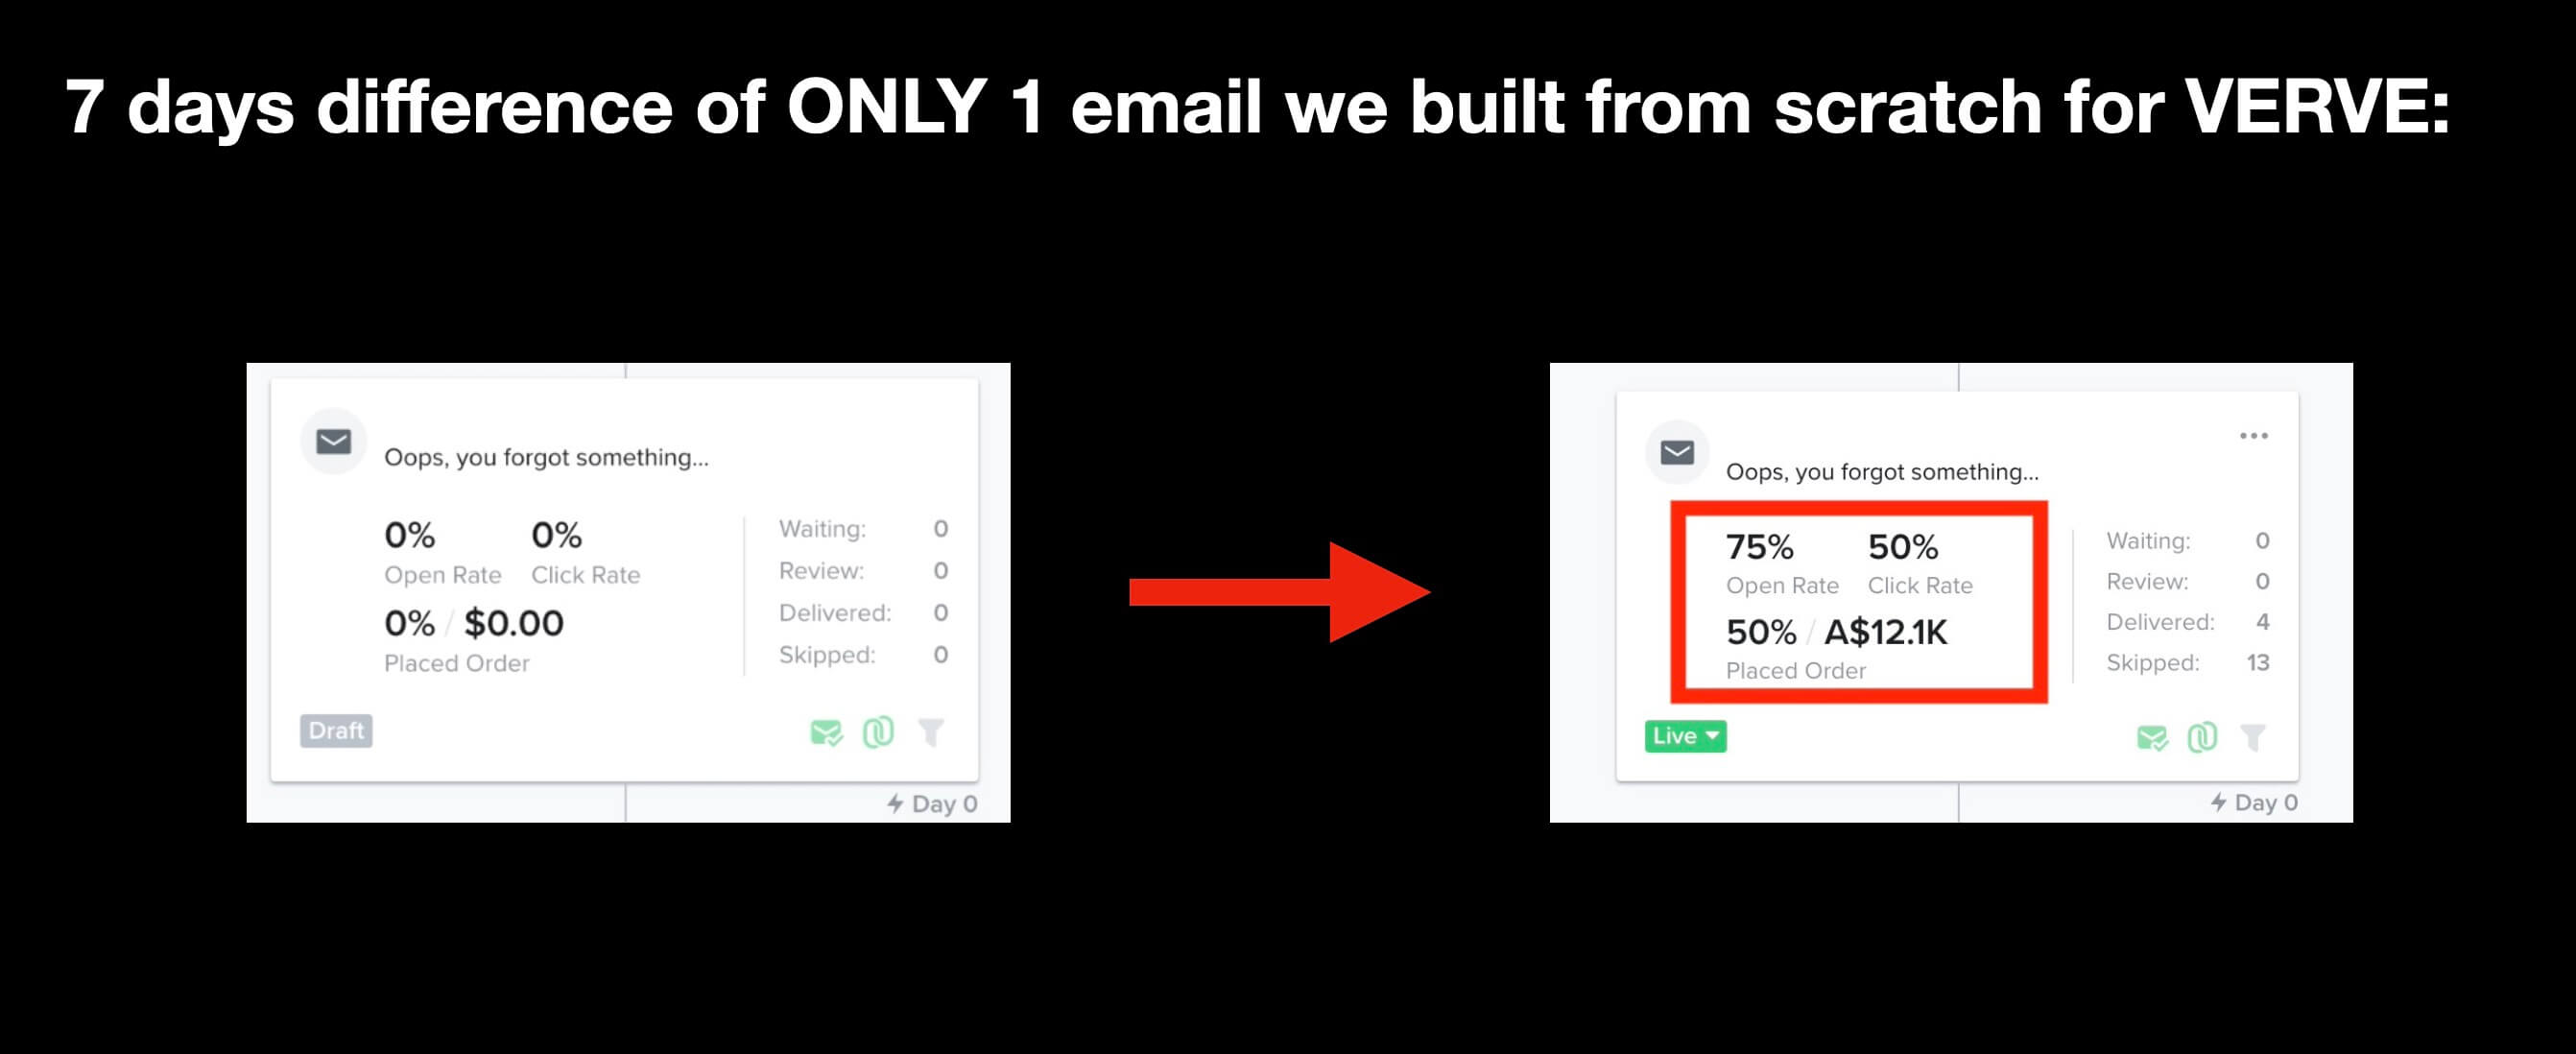 7 days difference of ONLY 1 email we built from scratch for VERVE:
Oops, you forgot something...
0% 0%
Open Rate Click Rate
0% / $0.00
Placed Order
Waiting: 0
Review: 0
Delivered: 0
Skipped: 0
Draft
Day 0
Oops, you forgot something...
75% 50%
Open Rate Click Rate
50% / A$12.1K
Placed Order
Waiting: 0
Review: 0
Delivered: 4
Skipped: 13
Live
Day 0